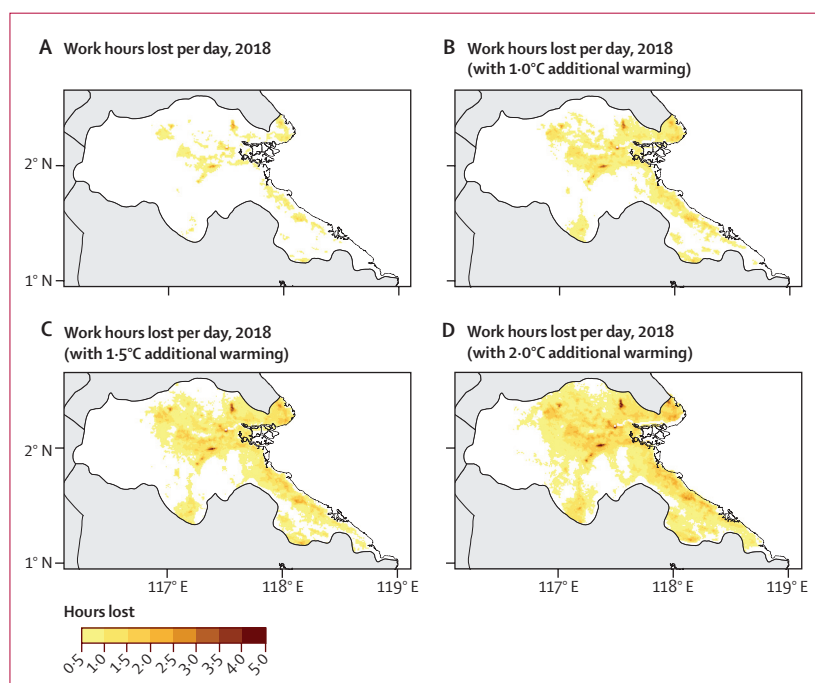 A Work hours lost per day, 2018
B Work hours lost per day, 2018
(with 1·0°C additional warming)
2° N
1° N
C Work hours lost per day, 2018
(with 1·5°C additional warming)
D Work hours lost per day, 2018
(with 2·0°C additional warming)
2° N
1° N
117° E 118° E 119° E
117° E 118° E 119° E
Hours lost
0·5 1·0 1·5 2·0 2·5 3·0 3·5 4·0 5·0